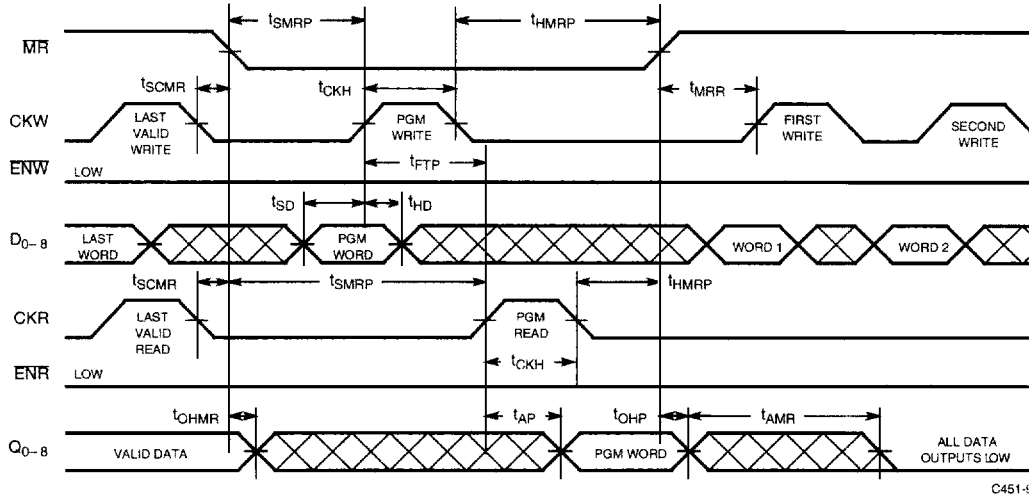 tSMRP tHMRP
MR
tSCMR tCKH tMRR
CKW LAST VALID WRITE PGM WRITE FIRST WRITE SECOND WRITE
tFTP
ENW LOW
tSD tHD
D0–8 LAST WORD PGM WORD WORD 1 WORD 2
tSCMR tSMRP tHMRP
CKR LAST VALID READ PGM READ
tCKH
ENR LOW
tOHMR tAP tOHP tAMR
Q0–8 VALID DATA PGM WORD ALL DATA OUTPUTS LOW